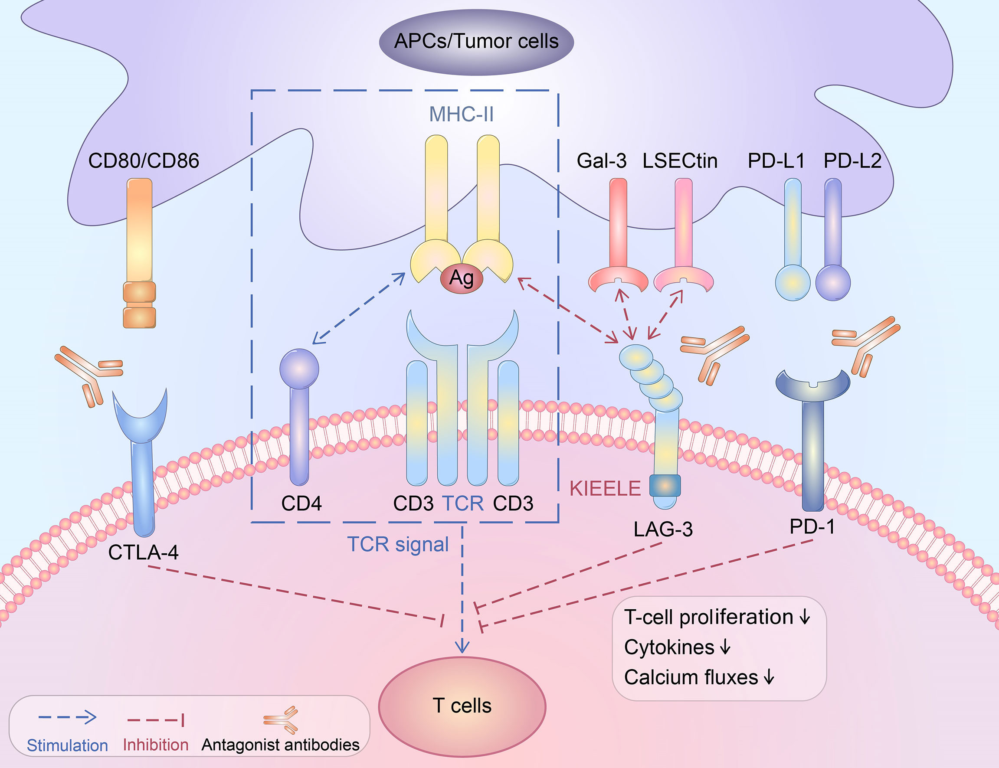 APCs/Tumor cells
MHC-II
CD80/CD86
Gal-3
LSECtin
PD-L1
PD-L2
Ag
CD4
CD3
TCR
CD3
KIEELE
LAG-3
PD-1
CTLA-4
TCR signal
T-cell proliferation ↓
Cytokines ↓
Calcium fluxes ↓
T cells
Stimulation
Inhibition
Antagonist antibodies